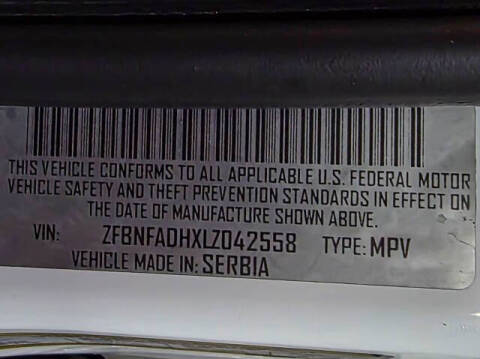 THIS VEHICLE CONFORMS TO ALL APPLICABLE U.S. FEDERAL MOTOR
VEHICLE SAFETY AND THEFT PREVENTION STANDARDS IN EFFECT ON
THE DATE OF MANUFACTURE SHOWN ABOVE.
VIN: ZFBNFADHXLZ042558 TYPE: MPV
VEHICLE MADE IN: SERBIA